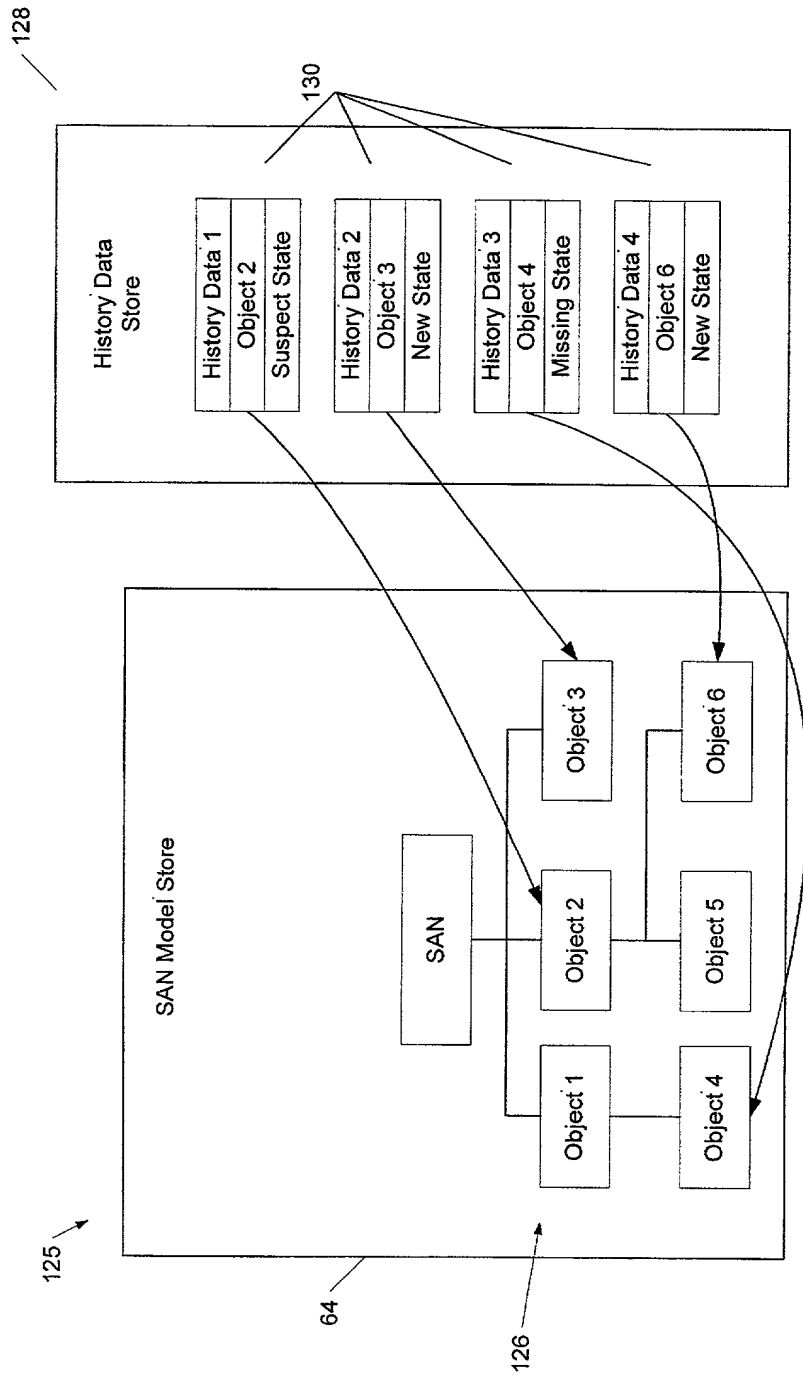 125
128
64
126
SAN Model Store
SAN
Object 1
Object 2
Object 3
Object 4
Object 5
Object 6
History Data
Store
130
History Data 1
Object 2
Suspect State
History Data 2
Object 3
New State
History Data 3
Object 4
Missing State
History Data 4
Object 6
New State